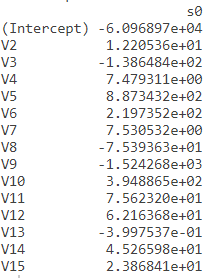 s0
(Intercept) -6.096897e+04
V2 1.220536e+01
V3 -1.386484e+02
V4 7.479311e+00
V5 8.873432e+02
V6 2.197352e+02
V7 7.530532e+00
V8 -7.539363e+01
V9 -1.524268e+03
V10 3.948865e+02
V11 7.562320e+01
V12 6.216368e+01
V13 -3.997537e-01
V14 4.526598e+01
V15 2.386841e+01